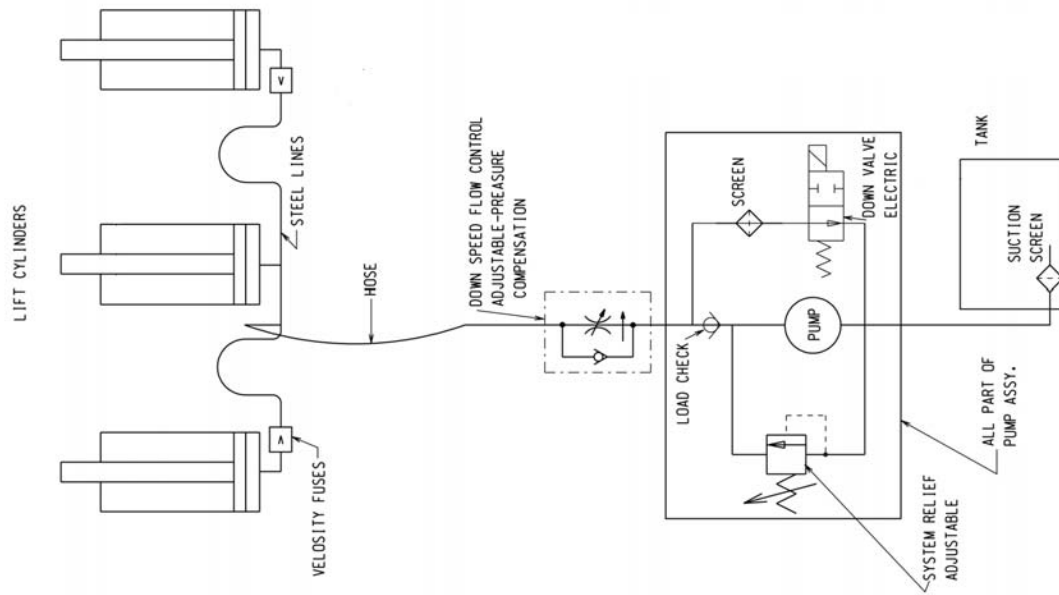 LIFT CYLINDERS
V
V
STEEL LINES
VELOSITY FUSES
HOSE
DOWN SPEED FLOW CONTROL
ADJUSTABLE-PREASURE
COMPENSATION
LOAD CHECK
SCREEN
DOWN VALVE
ELECTRIC
PUMP
TANK
SUCTION
SCREEN
ALL PART OF
PUMP ASSY.
SYSTEM RELIEF
ADJUSTABLE